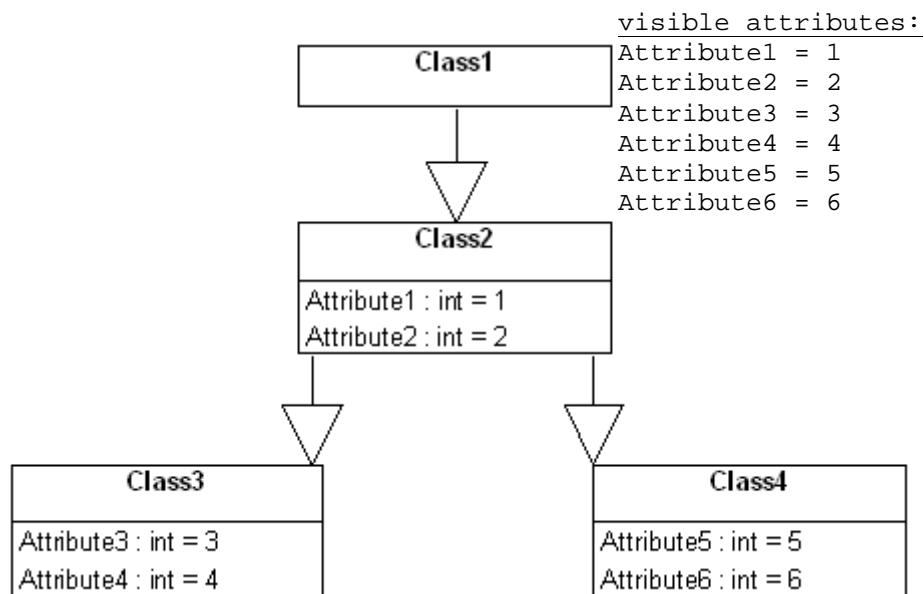 visible attributes:
Attribute1 = 1
Attribute2 = 2
Attribute3 = 3
Attribute4 = 4
Attribute5 = 5
Attribute6 = 6
Class1
Class2
Attribute1 : int = 1
Attribute2 : int = 2
Class3
Attribute3 : int = 3
Attribute4 : int = 4
Class4
Attribute5 : int = 5
Attribute6 : int = 6